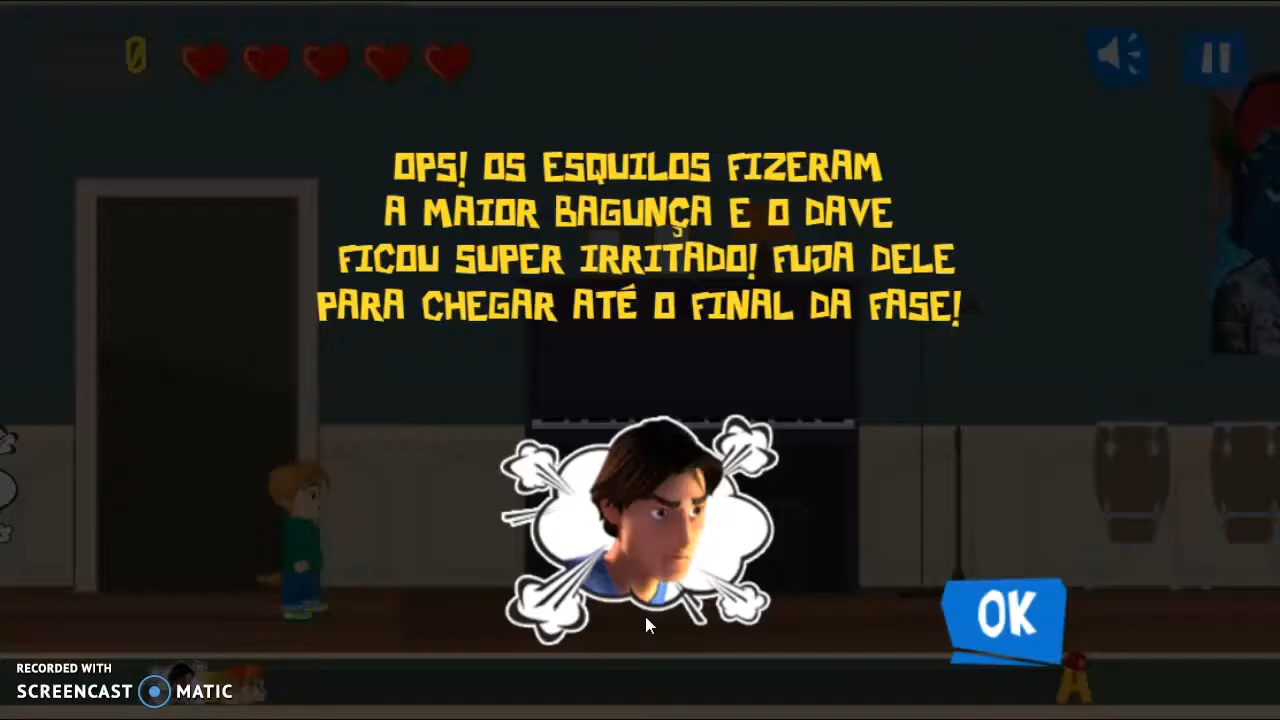 0
OPS! OS ESQUILOS FIZERAM
A MAIOR BAGUNÇA E O DAVE
FICOU SUPER IRRITADO! FUJA DELE
PARA CHEGAR ATÉ O FINAL DA FASE!
OK
RECORDED WITH
SCREENCAST MATIC
A